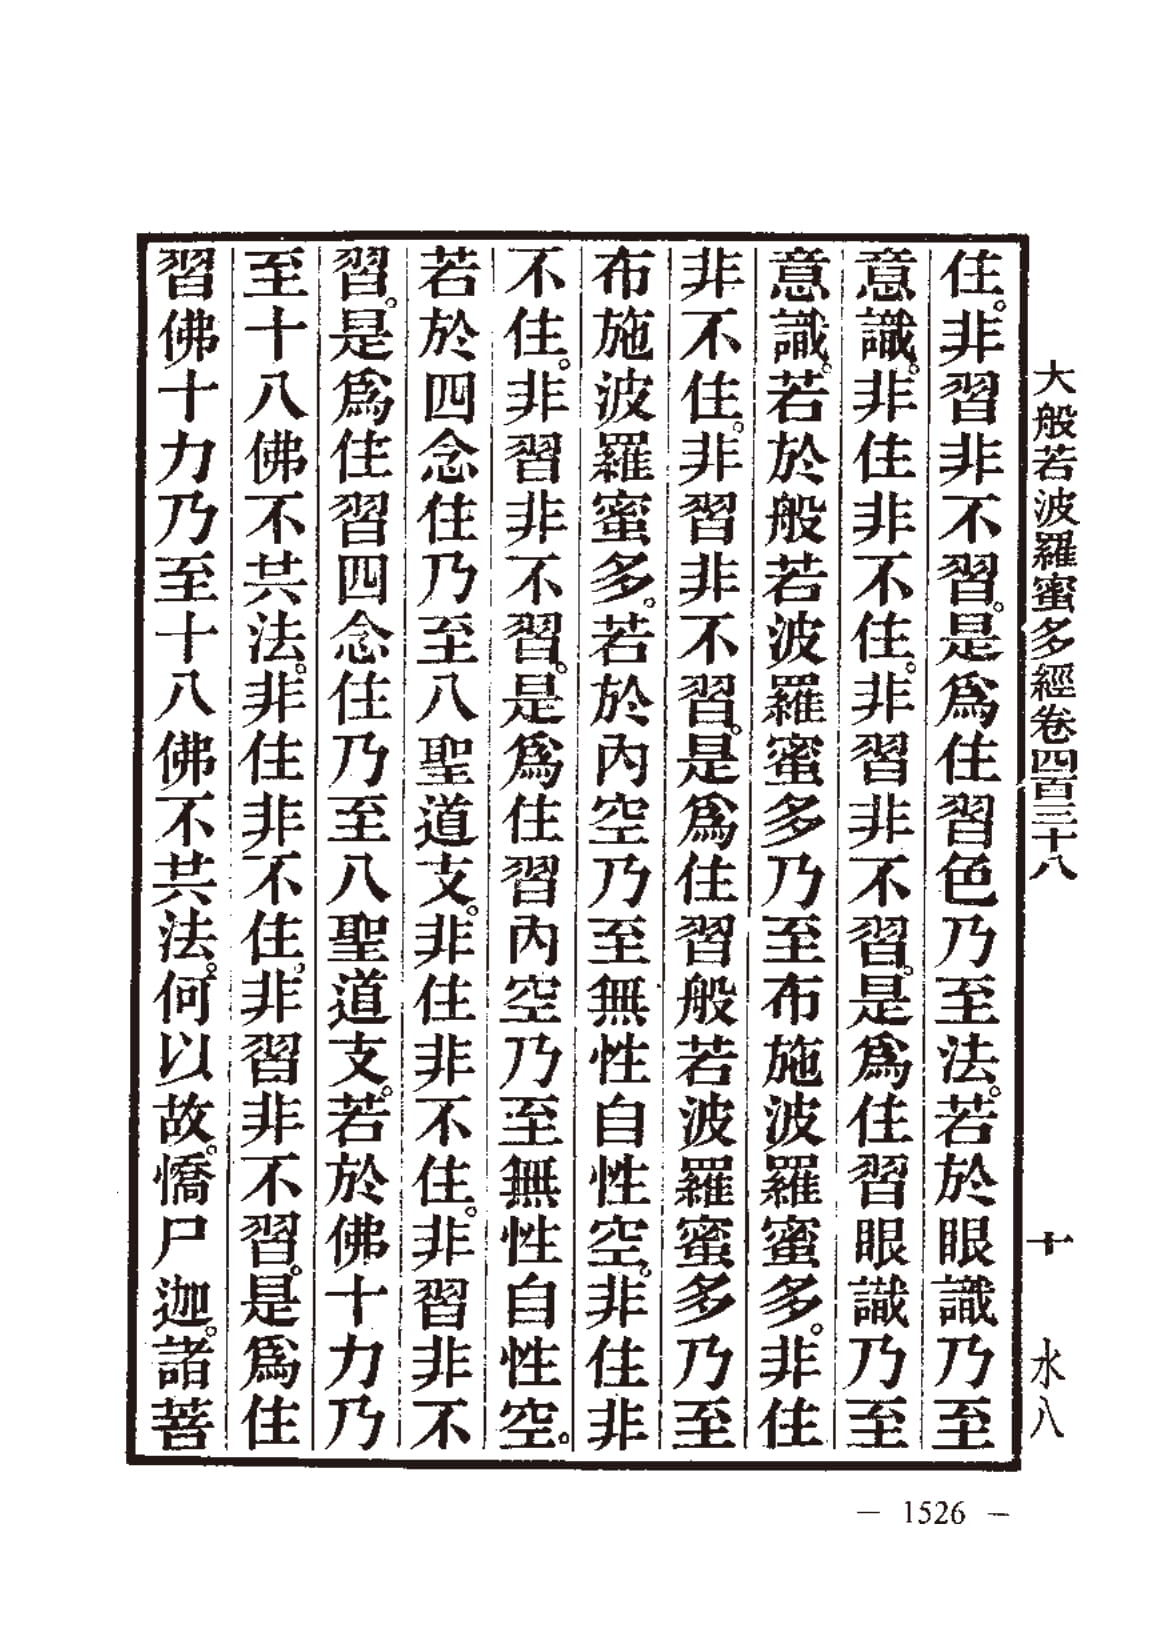 大般若波羅蜜多經卷四百三十八 十 水八
住。非習非不習。是爲住習色乃至法。若於眼識乃至
意識。非住非不住。非習非不習。是爲住習眼識乃至
意識。若於般若波羅蜜多乃至布施波羅蜜多。非住
非不住。非習非不習。是爲住習般若波羅蜜多乃至
布施波羅蜜多。若於內空乃至無性自性空。非住非
不住。非習非不習。是爲住習內空乃至無性自性空。
若於四念住乃至八聖道支。非住非不住。非習非不
習。是爲住習四念住乃至八聖道支。若於佛十力乃
至十八佛不共法。非住非不住。非習非不習。是爲住
習佛十力乃至十八佛不共法。何以故。憍尸迦。諸菩
— 1526 —